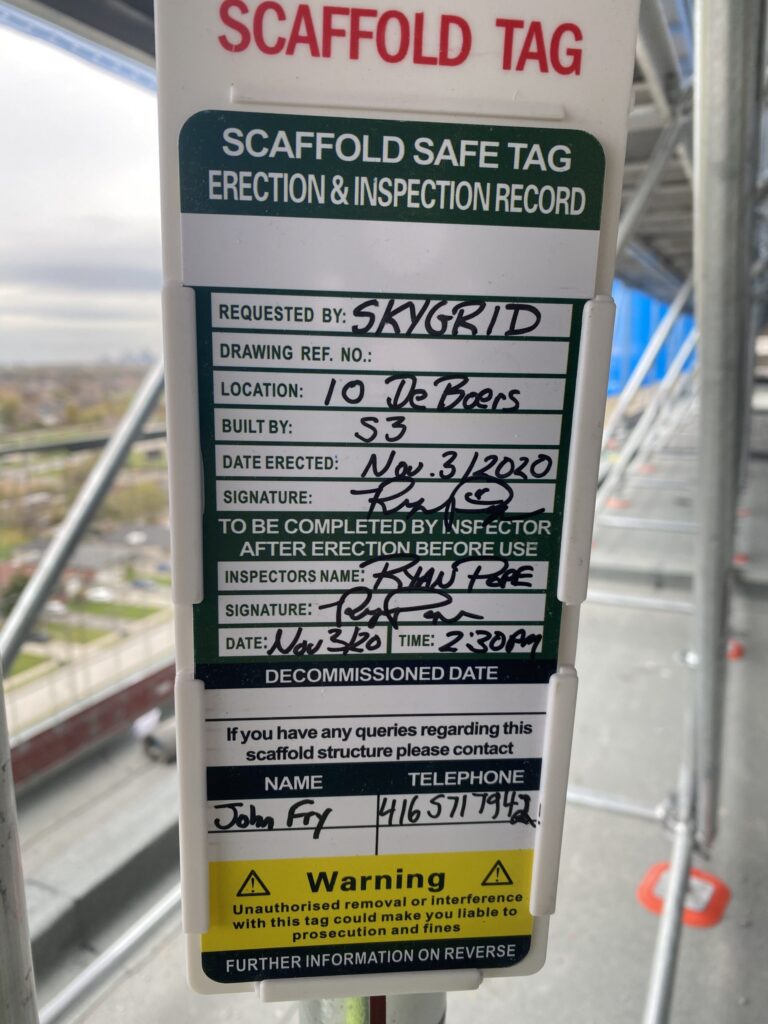 SCAFFOLD TAG
SCAFFOLD SAFE TAG
ERECTION & INSPECTION RECORD
REQUESTED BY: SKYGRID
DRAWING REF. NO.:
LOCATION: 10 De Boers
BUILT BY: S3
DATE ERECTED: Nov. 3/2020
SIGNATURE:
TO BE COMPLETED BY INSFECTOR
AFTER ERECTION BEFORE USE
INSPECTORS NAME: RYAN POPE
SIGNATURE:
DATE: Nov 3/20 TIME: 2:30PM
DECOMMISSIONED DATE
If you have any queries regarding this
scaffold structure please contact
NAME TELEPHONE
John Fry 416 571 7942
Warning
Unauthorised removal or interference
with this tag could make you liable to
prosecution and fines
FURTHER INFORMATION ON REVERSE